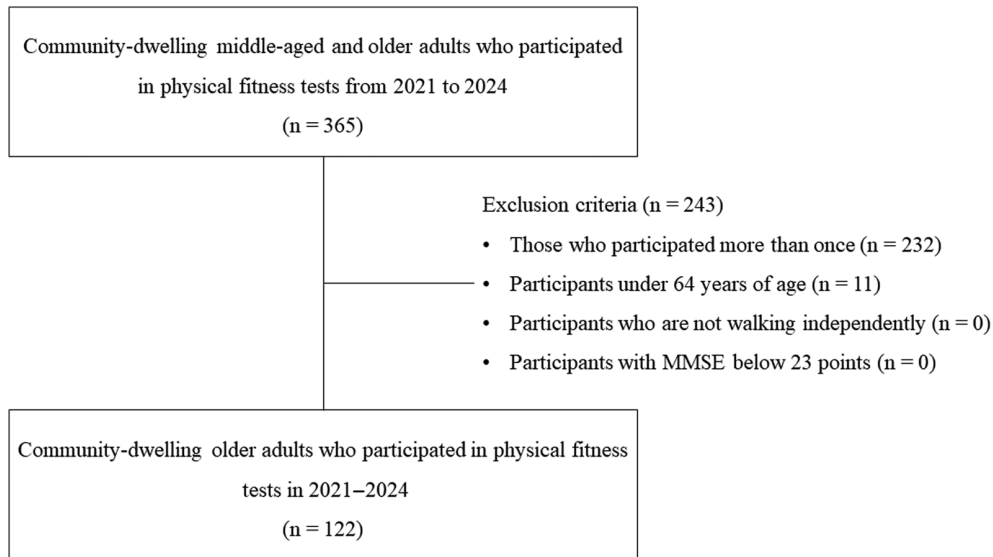 Community-dwelling middle-aged and older adults who participated
in physical fitness tests from 2021 to 2024
(n = 365)
Exclusion criteria (n = 243)
• Those who participated more than once (n = 232)
• Participants under 64 years of age (n = 11)
• Participants who are not walking independently (n = 0)
• Participants with MMSE below 23 points (n = 0)
Community-dwelling older adults who participated in physical fitness
tests in 2021–2024
(n = 122)